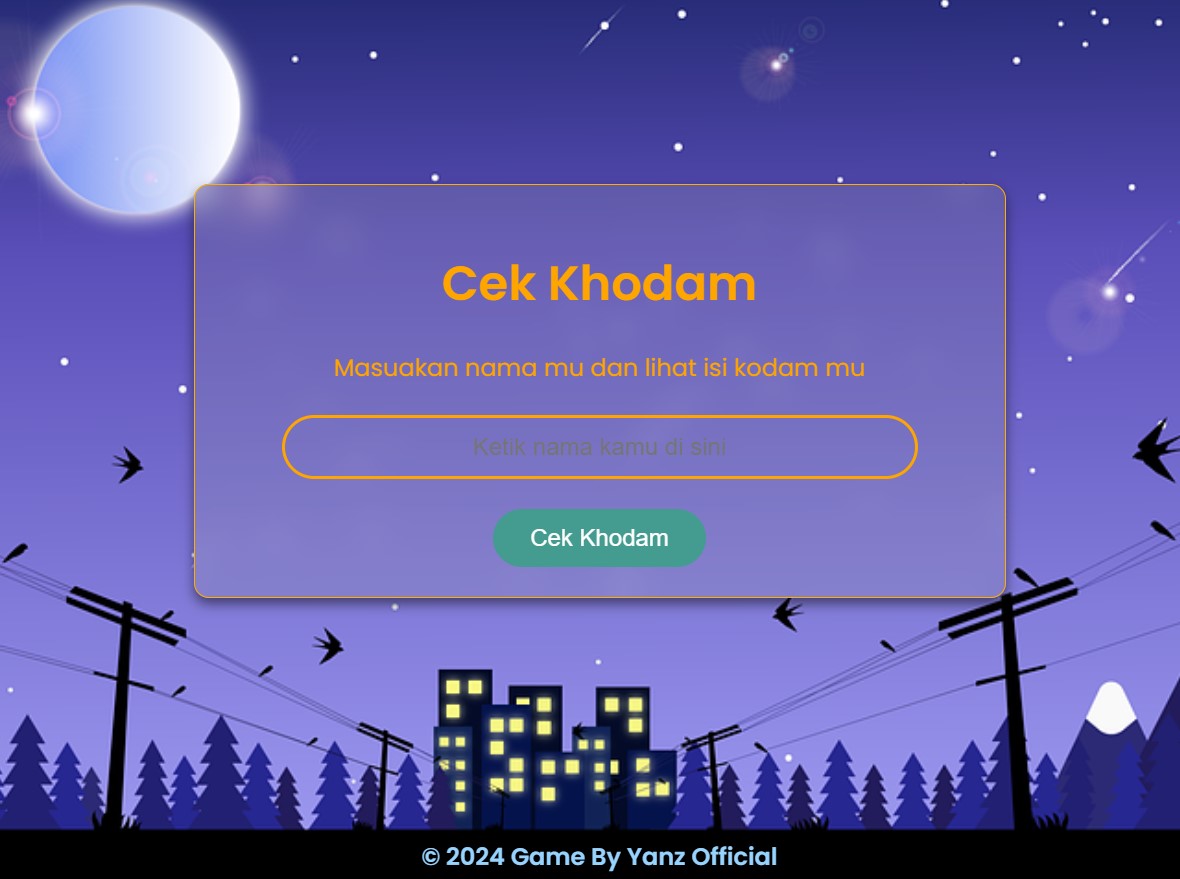 Cek Khodam
Masuakan nama mu dan lihat isi kodam mu
Ketik nama kamu di sini
Cek Khodam
© 2024 Game By Yanz Official